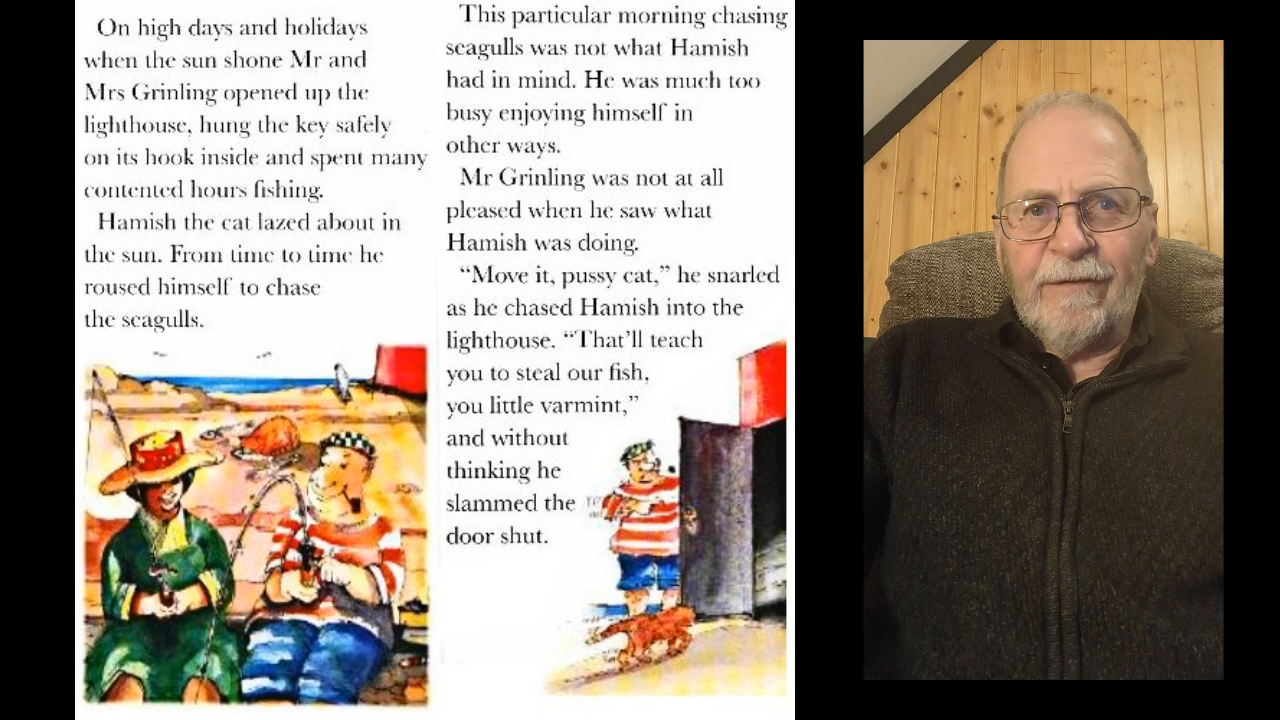 On high days and holidays
when the sun shone Mr and
Mrs Grinling opened up the
lighthouse, hung the key safely
on its hook inside and spent many
contented hours fishing.
Hamish the cat lazed about in
the sun. From time to time he
roused himself to chase
the seagulls.
This particular morning chasing
seagulls was not what Hamish
had in mind. He was much too
busy enjoying himself in
other ways.
Mr Grinling was not at all
pleased when he saw what
Hamish was doing.
“Move it, pussy cat,” he snarled
as he chased Hamish into the
lighthouse. “That’ll teach
you to steal our fish,
you little varmint,”
and without
thinking he
slammed the
door shut.